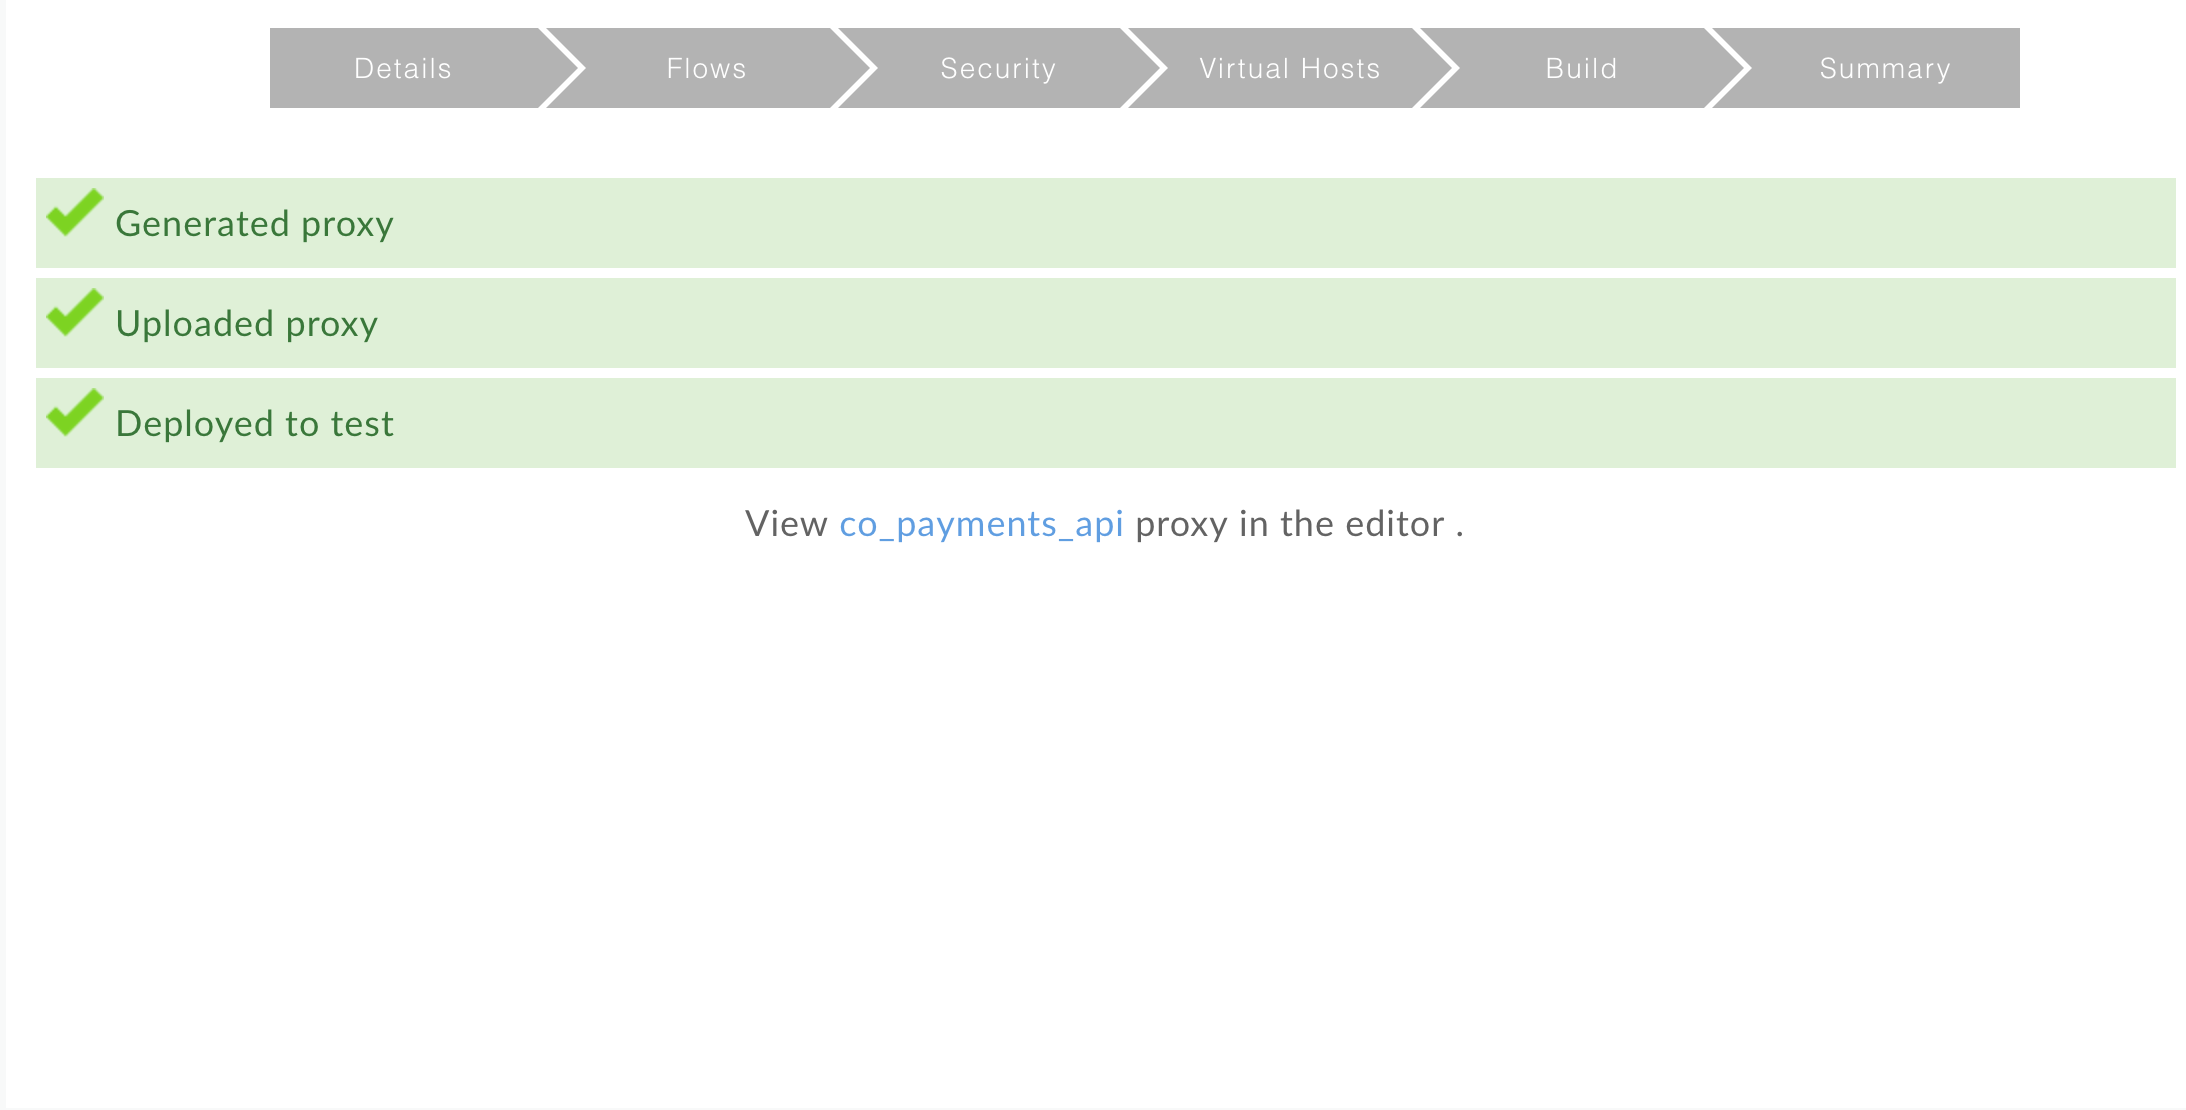 Details Flows Security Virtual Hosts Build Summary
Generated proxy
Uploaded proxy
Deployed to test
View co_payments_api proxy in the editor .